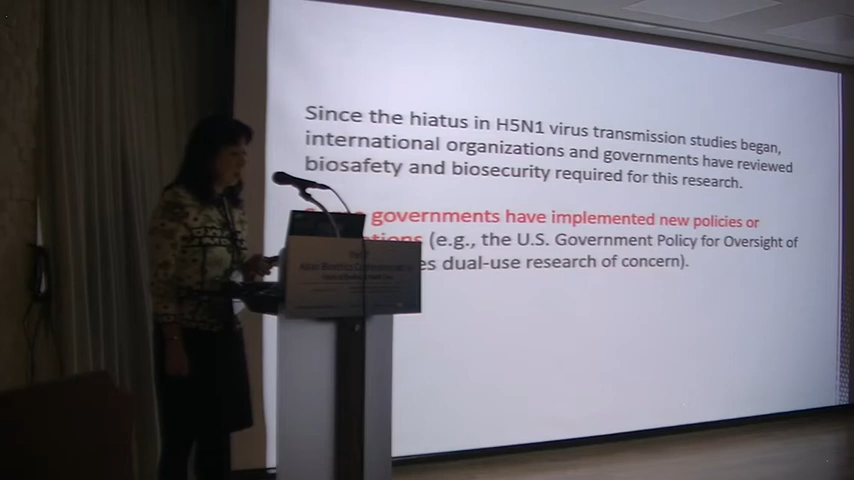 Since the hiatus in H5N1 virus transmission studies began,
international organizations and governments have reviewed
biosafety and biosecurity required for this research.
governments have implemented new policies or
(e.g., the U.S. Government Policy for Oversight of
dual-use research of concern).